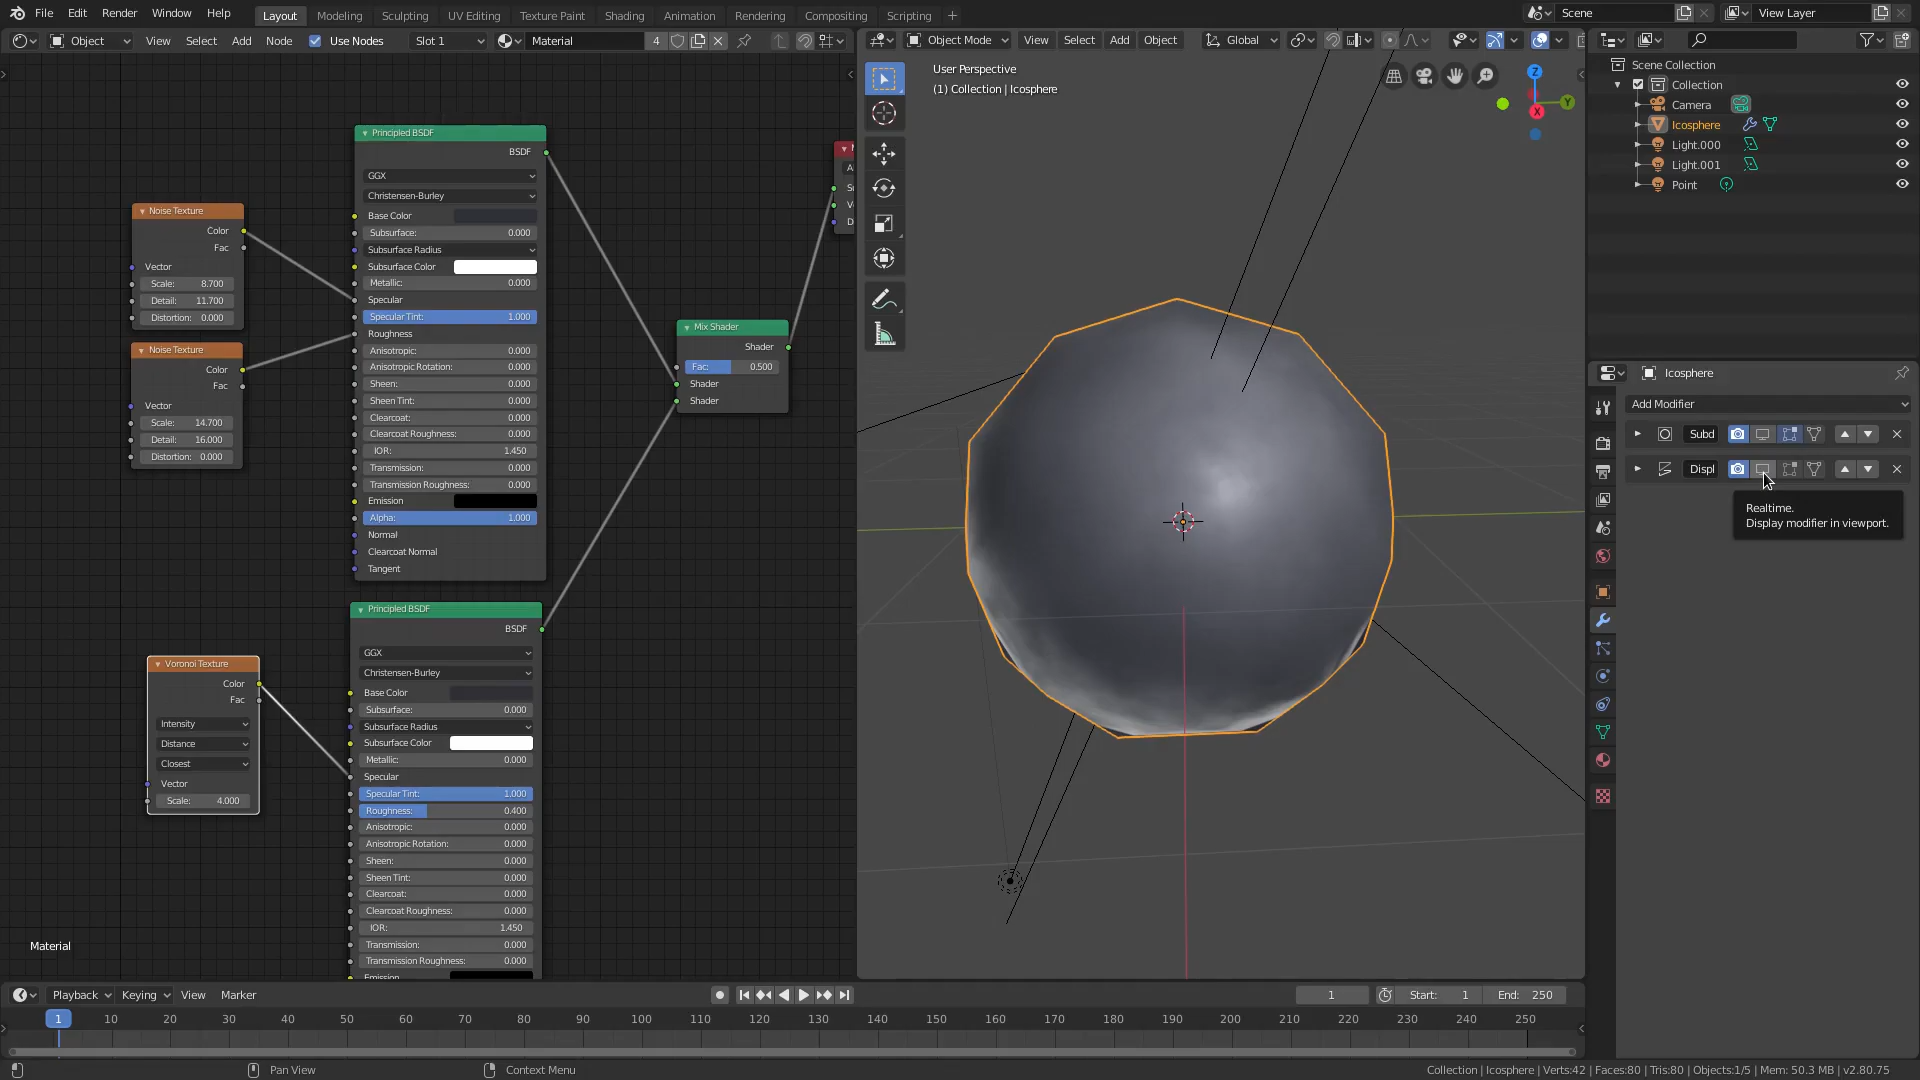 File Edit Render Window Help Layout Modeling Sculpting UV Editing Texture Paint Shading Animation Rendering Compositing Scripting + Scene View Layer
Object View Select Add Node Use Nodes Slot 1 Material 4
Object Mode View Select Add Object Global
User Perspective
(1) Collection | Icosphere
Z
Y
X
Scene Collection
Collection
Camera
Icosphere
Light.000
Light.001
Point
Principled BSDF
BSDF
GGX
Christensen-Burley
Base Color
Subsurface: 0.000
Subsurface Radius
Subsurface Color
Metallic: 0.000
Specular
Specular Tint: 1.000
Roughness
Anisotropic: 0.000
Anisotropic Rotation: 0.000
Sheen: 0.000
Sheen Tint: 0.000
Clearcoat: 0.000
Clearcoat Roughness: 0.000
IOR: 1.450
Transmission: 0.000
Transmission Roughness: 0.000
Emission
Alpha: 1.000
Normal
Clearcoat Normal
Tangent
Noise Texture
Color
Fac
Vector
Scale: 8.700
Detail: 11.700
Distortion: 0.000
Noise Texture
Color
Fac
Vector
Scale: 14.700
Detail: 16.000
Distortion: 0.000
Mix Shader
Shader
Fac: 0.500
Shader
Shader
Principled BSDF
BSDF
GGX
Christensen-Burley
Base Color
Subsurface: 0.000
Subsurface Radius
Subsurface Color
Metallic: 0.000
Specular
Specular Tint: 1.000
Roughness: 0.400
Anisotropic: 0.000
Anisotropic Rotation: 0.000
Sheen: 0.000
Sheen Tint: 0.000
Clearcoat: 0.000
Clearcoat Roughness: 0.000
IOR: 1.450
Transmission: 0.000
Transmission Roughness: 0.000
Emission
Voronoi Texture
Color
Fac
Intensity
Distance
Closest
Vector
Scale: 4.000
Material
Icosphere
Add Modifier
Subd
Displ
Realtime.
Display modifier in viewport.
Playback Keying View Marker 1 Start: 1 End: 250
1 10 20 30 40 50 60 70 80 90 100 110 120 130 140 150 160 170 180 190 200 210 220 230 240 250
Pan View Context Menu Collection | Icosphere | Verts:42 | Faces:80 | Tris:80 | Objects:1/5 | Mem: 50.3 MB | v2.80.75